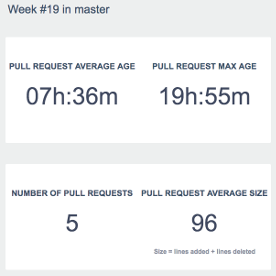 Week #19 in master
PULL REQUEST AVERAGE AGE
07h:36m
PULL REQUEST MAX AGE
19h:55m
NUMBER OF PULL REQUESTS
5
PULL REQUEST AVERAGE SIZE
96
Size = lines added + lines deleted